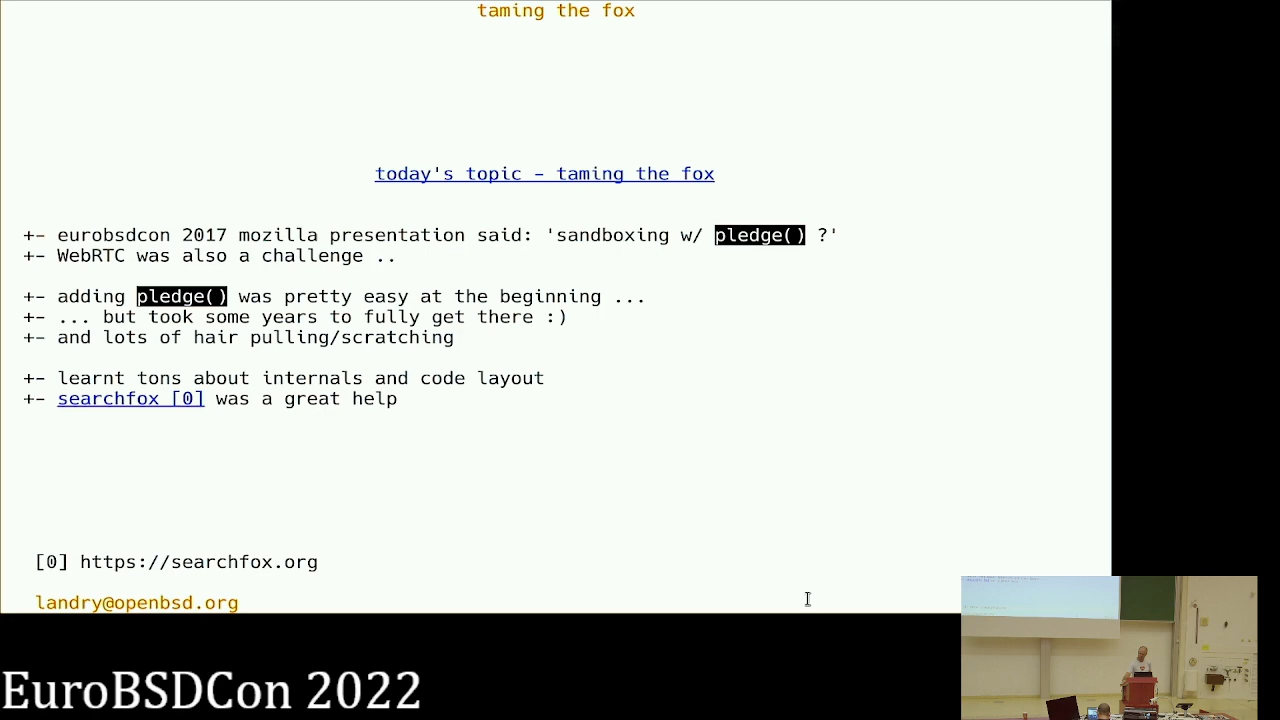 taming the fox
today's topic - taming the fox
+- eurobsdcon 2017 mozilla presentation said: 'sandboxing w/ pledge() ?'
+- WebRTC was also a challenge ..
+- adding pledge() was pretty easy at the beginning ...
+- ... but took some years to fully get there :)
+- and lots of hair pulling/scratching
+- learnt tons about internals and code layout
+- searchfox [0] was a great help
[0] https://searchfox.org
landry@openbsd.org
EuroBSDCon 2022